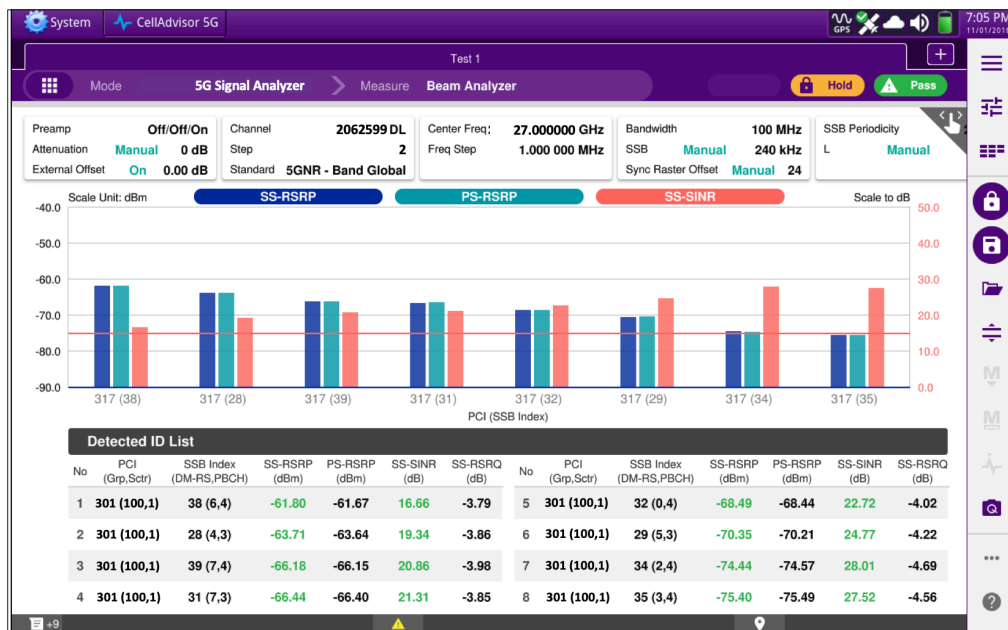 System CellAdvisor 5G GPS 7:05 PM
11/01/2018
Test 1 +
Mode 5G Signal Analyzer Measure Beam Analyzer Hold Pass
Preamp Off/Off/On Channel 2062599 DL Center Freq: 27.000000 GHz Bandwidth 100 MHz SSB Periodicity
Attenuation Manual 0 dB Step 2 Freq Step 1.000 000 MHz SSB Manual 240 kHz L Manual
External Offset On 0.00 dB Standard 5GNR - Band Global Sync Raster Offset Manual 24
Scale Unit: dBm SS-RSRP PS-RSRP SS-SINR Scale to dB
-40.0 50.0
-50.0 40.0
-60.0 30.0
-70.0 20.0
-80.0 10.0
-90.0 0.0
317 (38) 317 (28) 317 (39) 317 (31) 317 (32) 317 (29) 317 (34) 317 (35)
PCI (SSB Index)
Detected ID List
No PCI SSB Index SS-RSRP PS-RSRP SS-SINR SS-RSRQ No PCI SSB Index SS-RSRP PS-RSRP SS-SINR SS-RSRQ
(Grp,Sctr) (DM-RS,PBCH) (dBm) (dBm) (dB) (dB) (Grp,Sctr) (DM-RS,PBCH) (dBm) (dBm) (dB) (dB)
1 301 (100,1) 38 (6,4) -61.80 -61.67 16.66 -3.79 5 301 (100,1) 32 (0,4) -68.49 -68.44 22.72 -4.02
2 301 (100,1) 28 (4,3) -63.71 -63.64 19.34 -3.86 6 301 (100,1) 29 (5,3) -70.35 -70.21 24.77 -4.22
3 301 (100,1) 39 (7,4) -66.18 -66.15 20.86 -3.98 7 301 (100,1) 34 (2,4) -74.44 -74.57 28.01 -4.69
4 301 (100,1) 31 (7,3) -66.44 -66.40 21.31 -3.85 8 301 (100,1) 35 (3,4) -75.40 -75.49 27.52 -4.56
+9